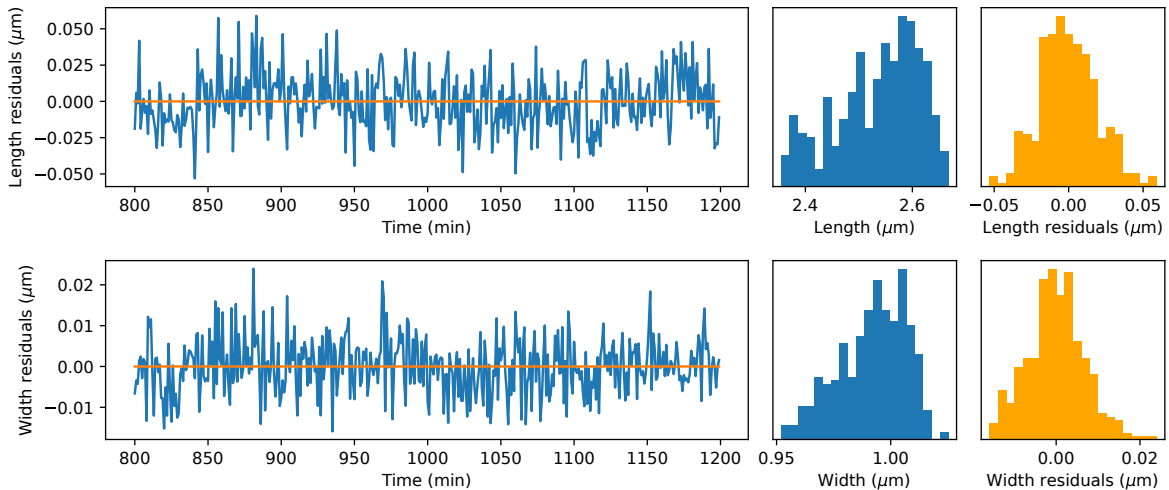 Length residuals (μm)
0.050
0.025
0.000
−0.025
−0.050
800 850 900 950 1000 1050 1100 1150 1200
Time (min)
2.4 2.6
Length (μm)
−0.05 0.00 0.05
Length residuals (μm)
Width residuals (μm)
0.02
0.01
0.00
−0.01
800 850 900 950 1000 1050 1100 1150 1200
Time (min)
0.95 1.00
Width (μm)
0.00 0.02
Width residuals (μm)